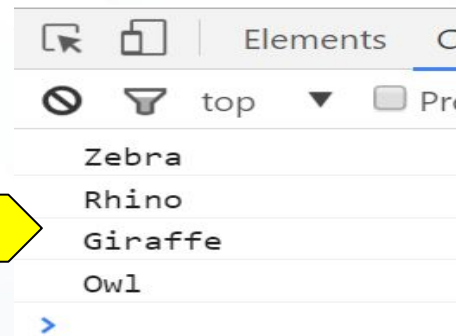 Elements
top ▼
Zebra
Rhino
Giraffe
Owl
>